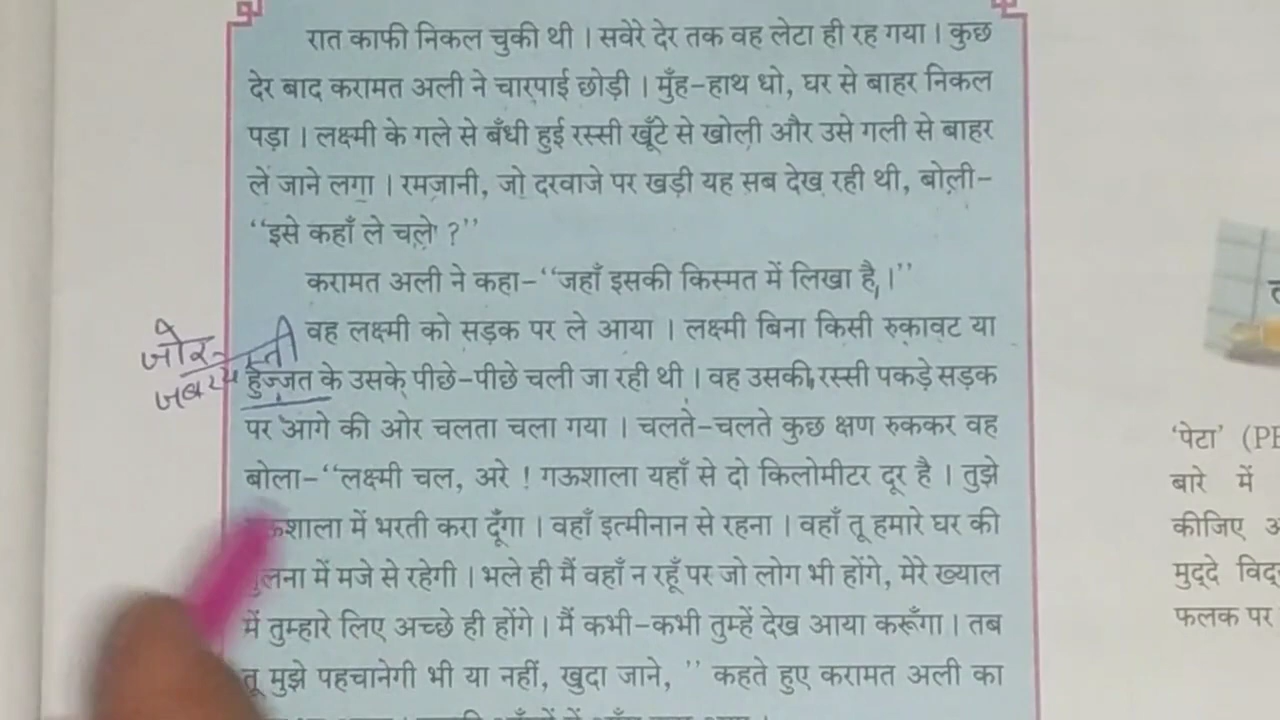 रात काफी निकल चुकी थी । सवेरे देर तक वह लेटा ही रह गया । कुछ
देर बाद करामत अली ने चारपाई छोड़ी । मुँह-हाथ धो, घर से बाहर निकल
पड़ा । लक्ष्मी के गले से बँधी हुई रस्सी खूँटे से खोली और उसे गली से बाहर
ले जाने लगा । रमजानी, जो दरवाजे पर खड़ी यह सब देख रही थी, बोली-
‘‘इसे कहाँ ले चले ?’’
करामत अली ने कहा-‘‘जहाँ इसकी किस्मत में लिखा है ।’’
वह लक्ष्मी को सड़क पर ले आया । लक्ष्मी बिना किसी रुकावट या
हुज्जत के उसके पीछे-पीछे चली जा रही थी । वह उसकी रस्सी पकड़े सड़क
पर आगे की ओर चलता चला गया । चलते-चलते कुछ क्षण रुककर वह
बोला-‘‘लक्ष्मी चल, अरे ! गऊशाला यहाँ से दो किलोमीटर दूर है । तुझे
ऊशाला में भरती करा दूँगा । वहाँ इत्मीनान से रहना । वहाँ तू हमारे घर की
तुलना में मजे से रहेगी । भले ही मैं वहाँ न रहूँ पर जो लोग भी होंगे, मेरे ख्याल
में तुम्हारे लिए अच्छे ही होंगे । मैं कभी-कभी तुम्हें देख आया करूँगा । तब
तू मुझे पहचानेगी भी या नहीं, खुदा जाने, ’’ कहते हुए करामत अली का
जोर-
जबरदस्ती
‘पेटा’ (PE
बारे में
कीजिए
मुद्दे
फलक पर